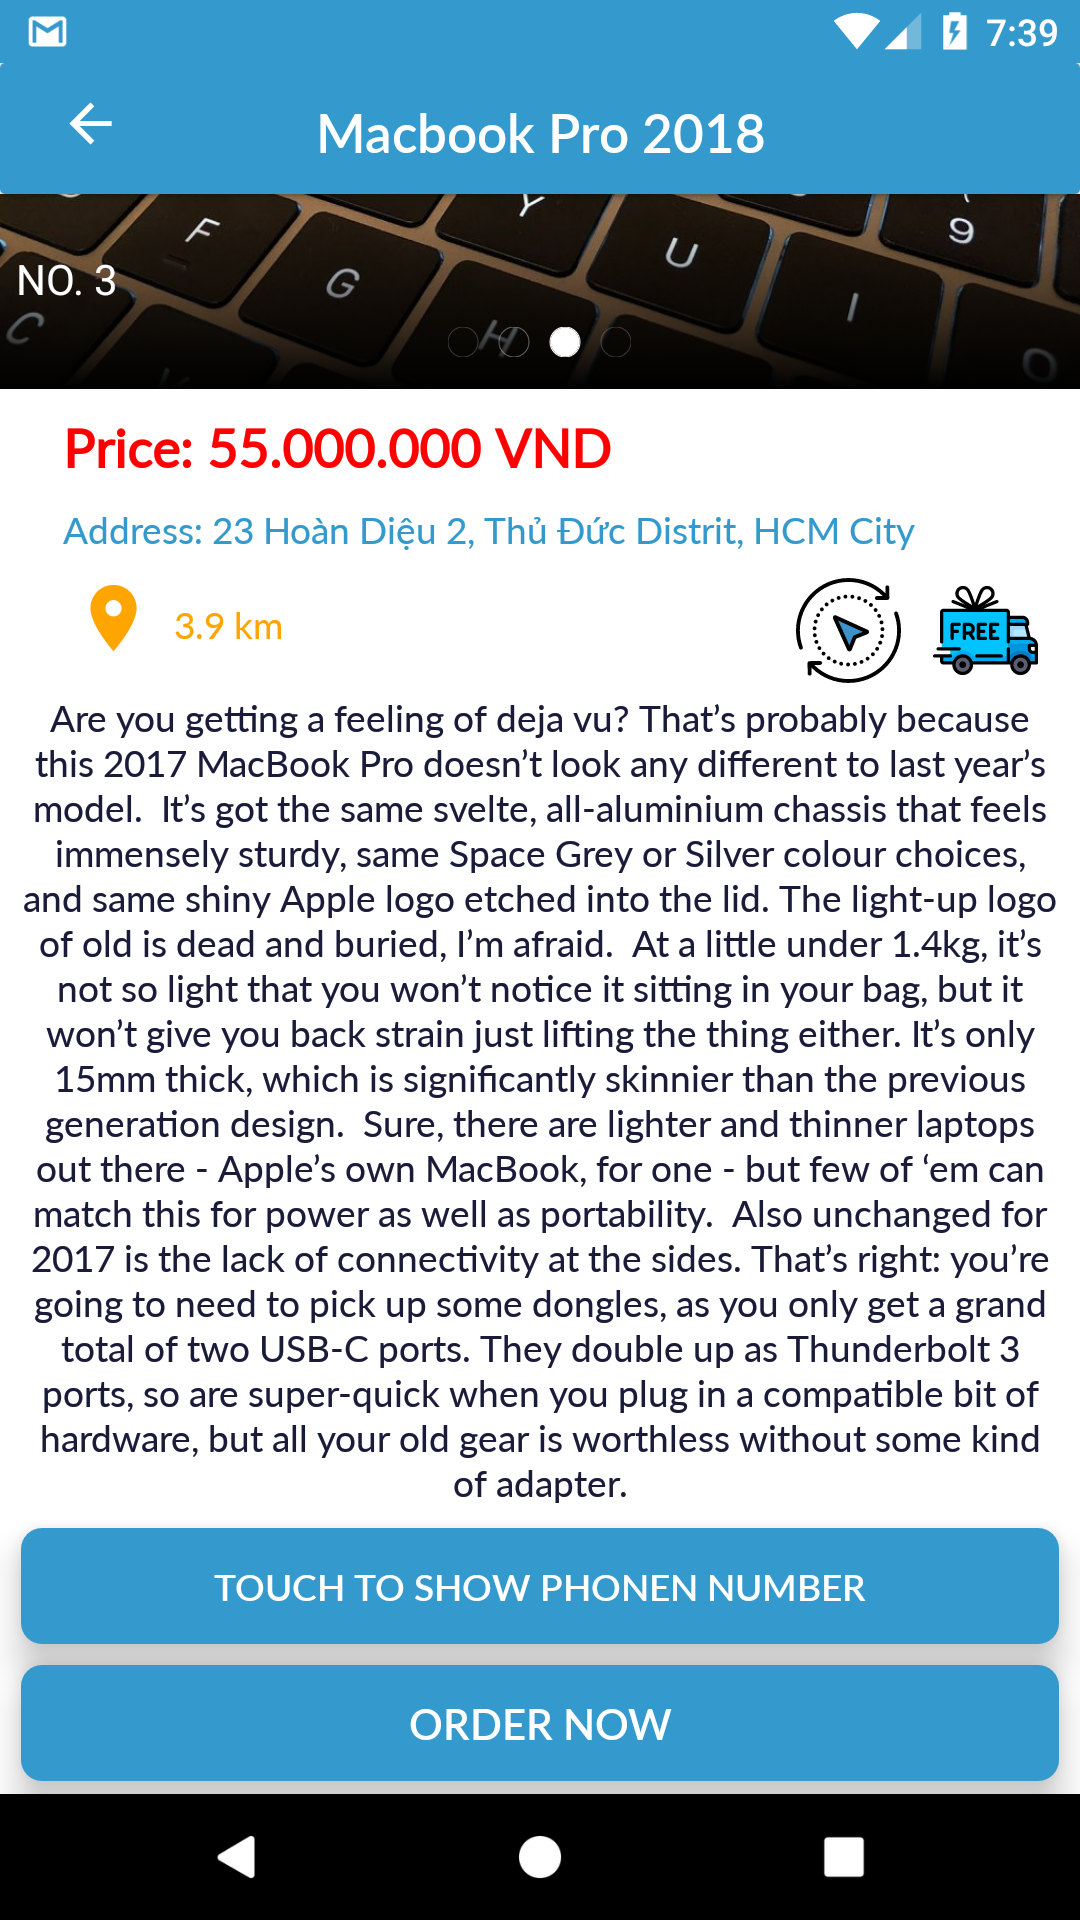 7:39
Macbook Pro 2018
F
Y
U
9
G
I
NO. 3
C
H
O
Price: 55.000.000 VND
Address: 23 Hoàn Diệu 2, Thủ Đức Distrit, HCM City
3.9 km
FREE
Are you getting a feeling of deja vu? That’s probably because
this 2017 MacBook Pro doesn’t look any different to last year’s
model.  It’s got the same svelte, all-aluminium chassis that feels
immensely sturdy, same Space Grey or Silver colour choices,
and same shiny Apple logo etched into the lid. The light-up logo
of old is dead and buried, I’m afraid.  At a little under 1.4kg, it’s
not so light that you won’t notice it sitting in your bag, but it
won’t give you back strain just lifting the thing either. It’s only
15mm thick, which is significantly skinnier than the previous
generation design.  Sure, there are lighter and thinner laptops
out there - Apple’s own MacBook, for one - but few of ‘em can
match this for power as well as portability.  Also unchanged for
2017 is the lack of connectivity at the sides. That’s right: you’re
going to need to pick up some dongles, as you only get a grand
total of two USB-C ports. They double up as Thunderbolt 3
ports, so are super-quick when you plug in a compatible bit of
hardware, but all your old gear is worthless without some kind
of adapter.
TOUCH TO SHOW PHONEN NUMBER
ORDER NOW